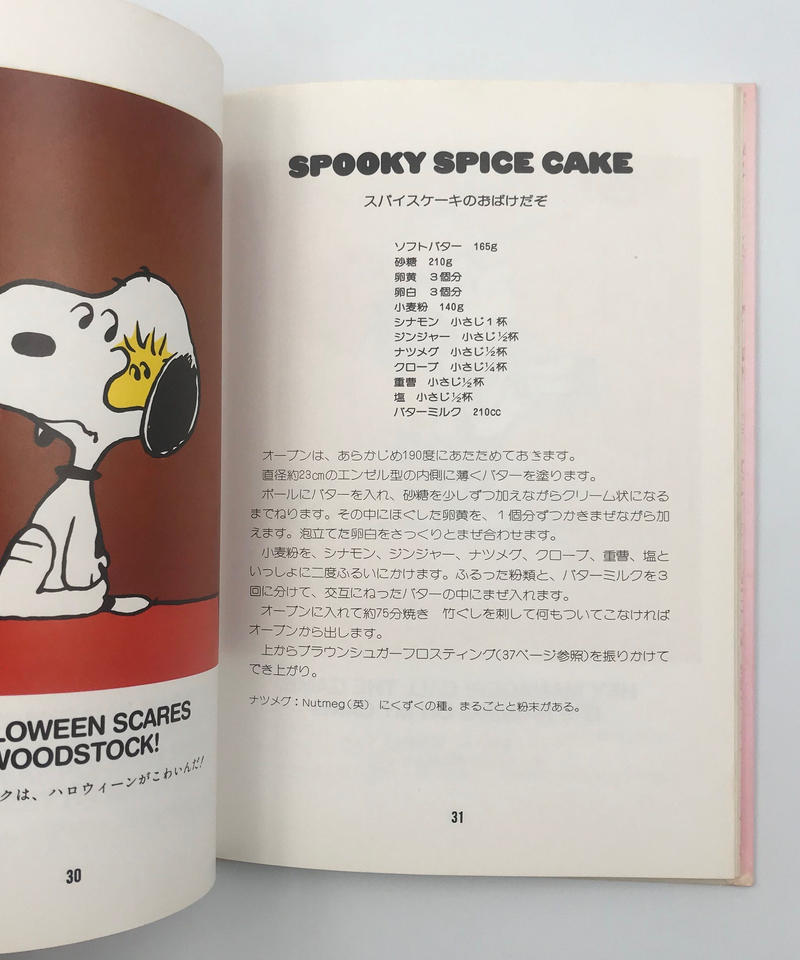 LOWEEN SCARES
WOODSTOCK!
クは、ハロウィーンがこわいんだ!
30
SPOOKY SPICE CAKE
スパイスケーキのおばけだぞ
ソフトバター 165g
砂糖 210g
卵黄 3個分
卵白 3個分
小麦粉 140g
シナモン 小さじ1杯
ジンジャー 小さじ½杯
ナツメグ 小さじ½杯
クローブ 小さじ¼杯
重曹 小さじ½杯
塩 小さじ½杯
バターミルク 210cc
オーブンは、あらかじめ190度にあたためておきます。
直径約23cmのエンゼル型の内側に薄くバターを塗ります。
ボールにバターを入れ、砂糖を少しずつ加えながらクリーム状になる
までねります。その中にほぐした卵黄を、1個分ずつかきまぜながら加
えます。泡立てた卵白をさっくりとまぜ合わせます。
小麦粉を、シナモン、ジンジャー、ナツメグ、クローブ、重曹、塩と
いっしょに二度ふるいにかけます。ふるった粉類と、バターミルクを3
回に分けて、交互にねったバターの中にまぜ入れます。
オーブンに入れて約75分焼き 竹ぐしを刺して何もついてこなければ
オーブンから出します。
上からブラウンシュガーフロスティング(37ページ参照)を振りかけて
でき上がり。
ナツメグ:Nutmeg(英) にくずくの種。まるごとと粉末がある。
31